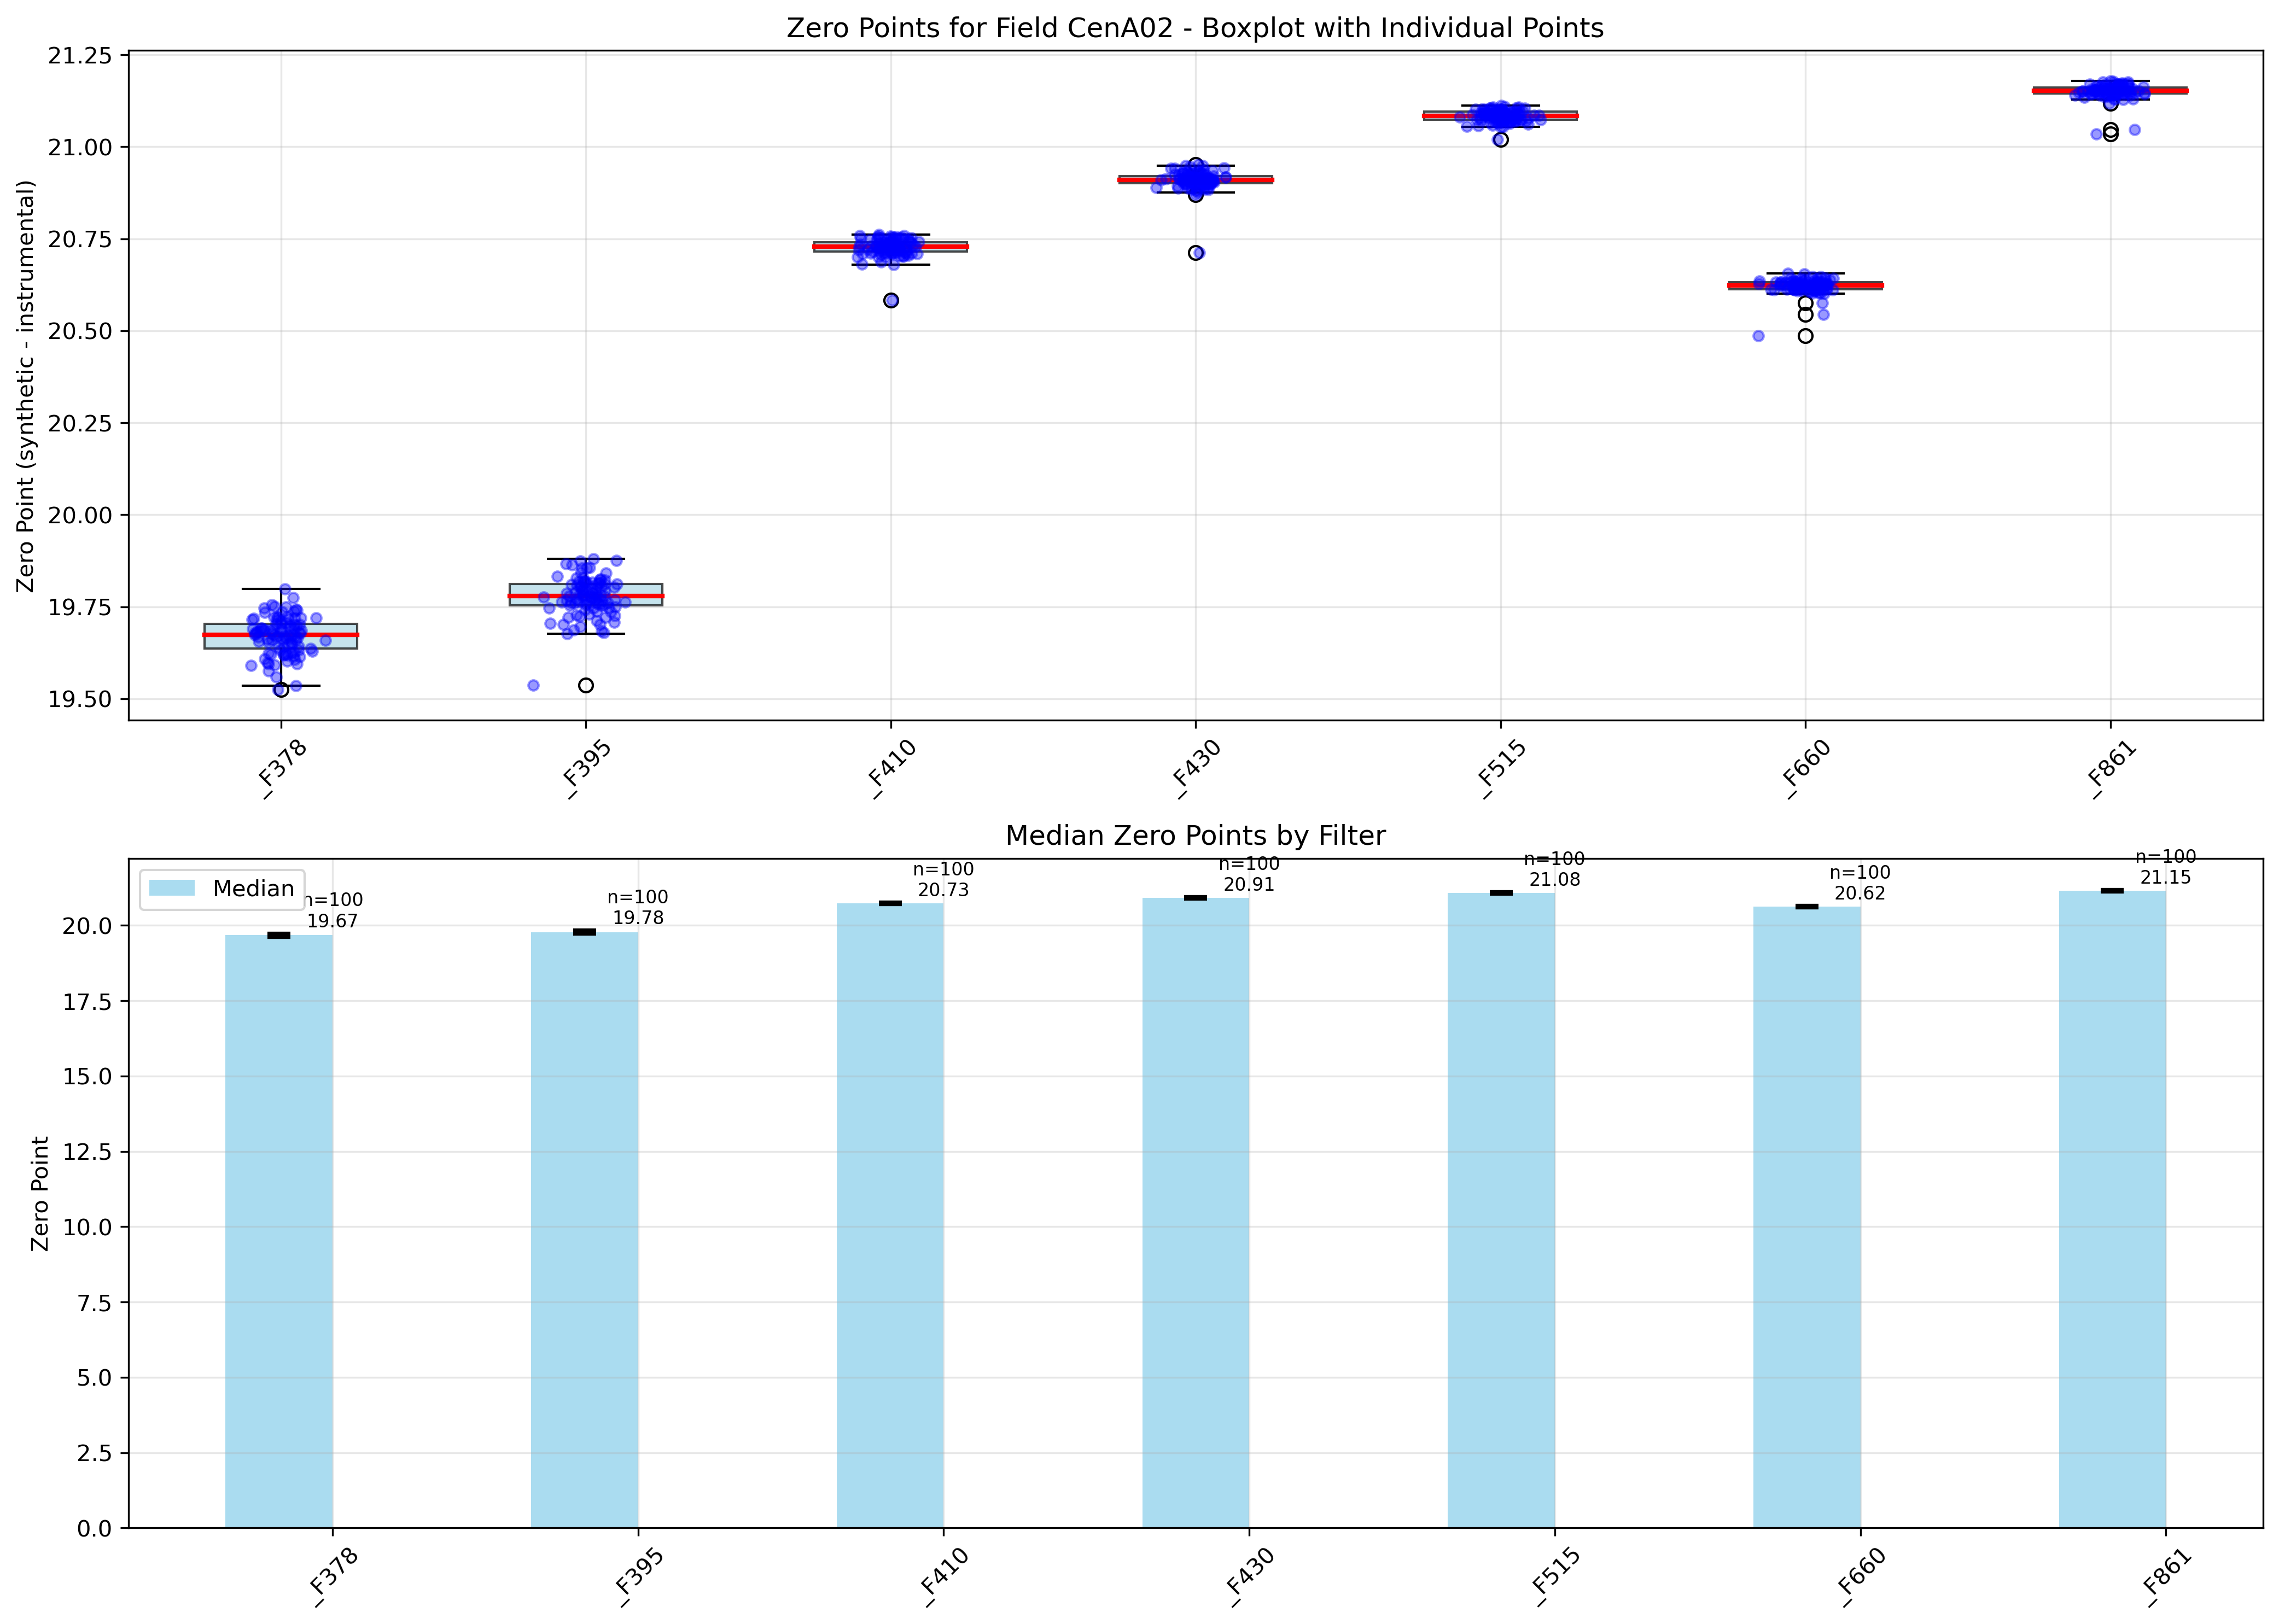 Zero Points for Field CenA02 - Boxplot with Individual Points
Zero Point (synthetic - instrumental)
21.25
21.00
20.75
20.50
20.25
20.00
19.75
19.50
_F378
_F395
_F410
_F430
_F515
_F660
_F861
Median Zero Points by Filter
Zero Point
20.0
17.5
15.0
12.5
10.0
7.5
5.0
2.5
0.0
Median
n=100
19.67
n=100
19.78
n=100
20.73
n=100
20.91
n=100
21.08
n=100
20.62
n=100
21.15
_F378
_F395
_F410
_F430
_F515
_F660
_F861